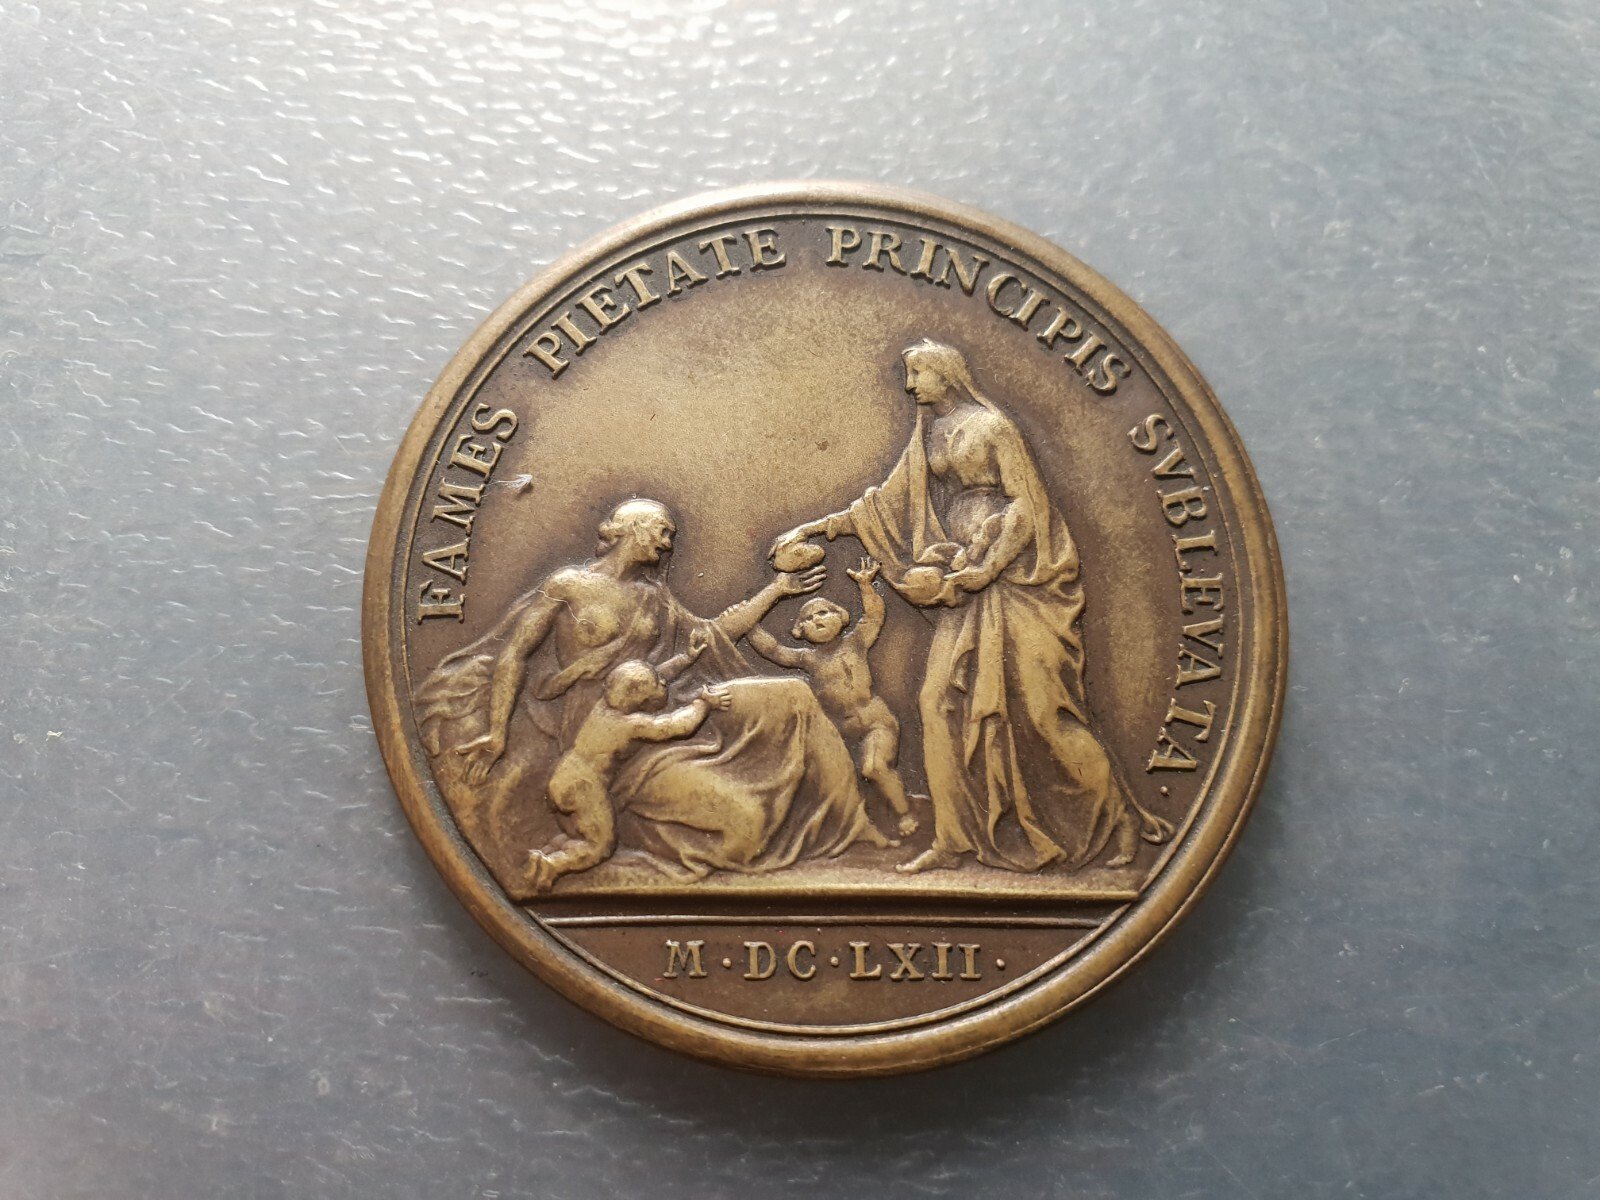 FAMES PIETATE PRINCIPIS SVBLEVATA·
M·DC·LXII·